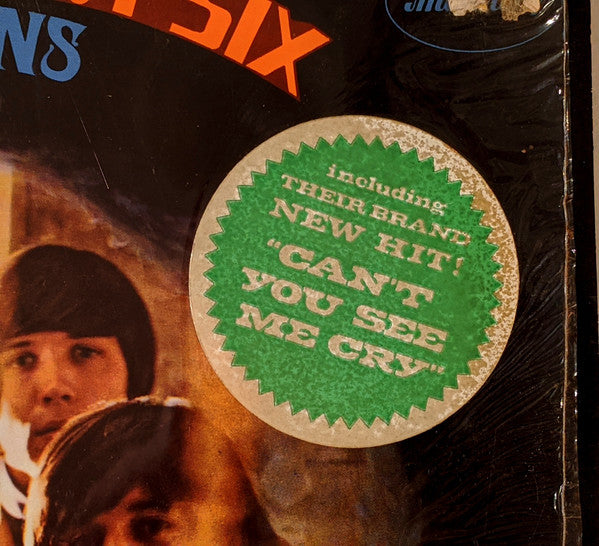 SIX
NS
including
THEIR BRAND
NEW HIT!
"CAN'T
YOU SEE
ME CRY"